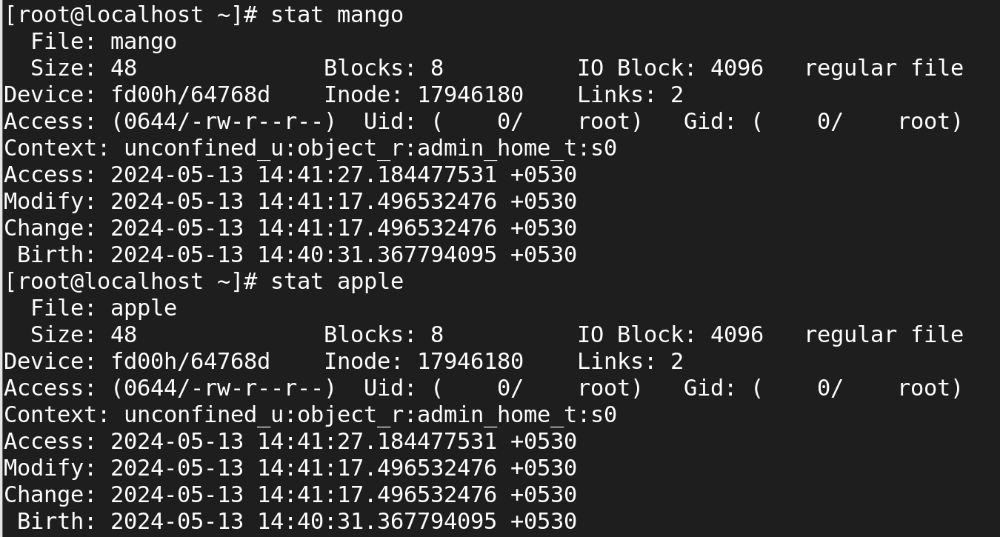 [root@localhost ~]# stat mango
  File: mango
  Size: 48              Blocks: 8          IO Block: 4096   regular file
Device: fd00h/64768d    Inode: 17946180    Links: 2
Access: (0644/-rw-r--r--)  Uid: (    0/    root)   Gid: (    0/    root)
Context: unconfined_u:object_r:admin_home_t:s0
Access: 2024-05-13 14:41:27.184477531 +0530
Modify: 2024-05-13 14:41:17.496532476 +0530
Change: 2024-05-13 14:41:17.496532476 +0530
 Birth: 2024-05-13 14:40:31.367794095 +0530
[root@localhost ~]# stat apple
  File: apple
  Size: 48              Blocks: 8          IO Block: 4096   regular file
Device: fd00h/64768d    Inode: 17946180    Links: 2
Access: (0644/-rw-r--r--)  Uid: (    0/    root)   Gid: (    0/    root)
Context: unconfined_u:object_r:admin_home_t:s0
Access: 2024-05-13 14:41:27.184477531 +0530
Modify: 2024-05-13 14:41:17.496532476 +0530
Change: 2024-05-13 14:41:17.496532476 +0530
 Birth: 2024-05-13 14:40:31.367794095 +0530